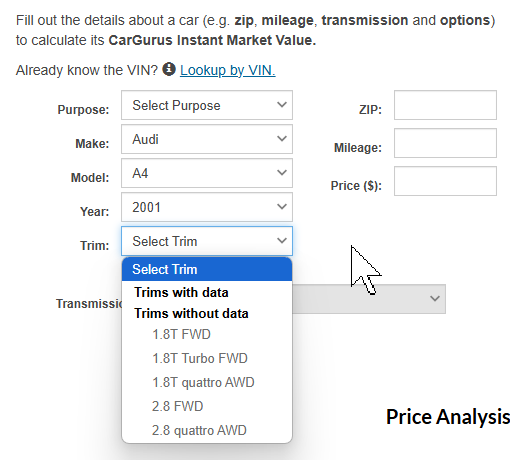 Fill out the details about a car (e.g. zip, mileage, transmission and options)
to calculate its CarGurus Instant Market Value.
Already know the VIN? i Lookup by VIN.
Purpose: Select Purpose ZIP:
Make: Audi Mileage:
Model: A4 Price ($):
Year: 2001
Trim: Select Trim
Select Trim
Trims with data
Trims without data
1.8T FWD
1.8T Turbo FWD
1.8T quattro AWD
2.8 FWD
2.8 quattro AWD
Price Analysis